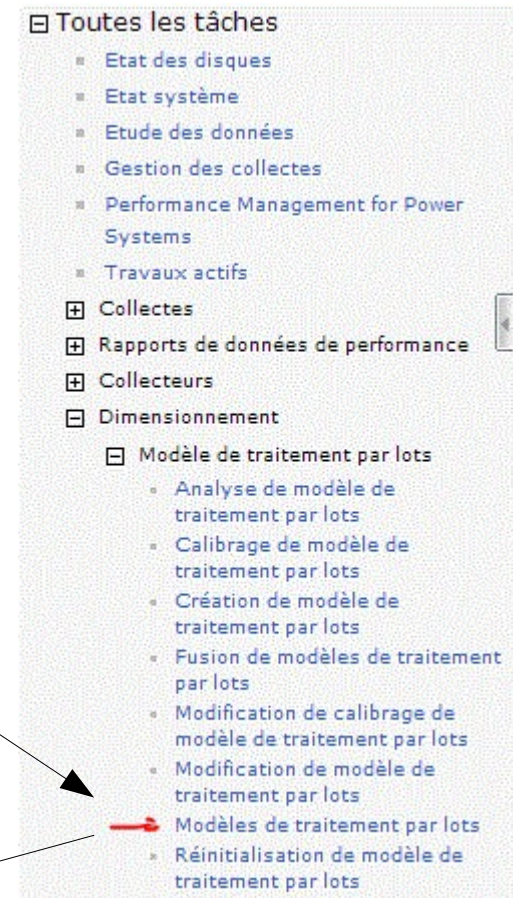 Toutes les tâches
Etat des disques
Etat système
Etude des données
Gestion des collectes
Performance Management for Power
Systems
Travaux actifs
Collectes
Rapports de données de performance
Collecteurs
Dimensionnement
Modèle de traitement par lots
Analyse de modèle de
traitement par lots
Calibrage de modèle de
traitement par lots
Création de modèle de
traitement par lots
Fusion de modèles de traitement
par lots
Modification de calibrage de
modèle de traitement par lots
Modification de modèle de
traitement par lots
Modèles de traitement par lots
Réinitialisation de modèle de
traitement par lots